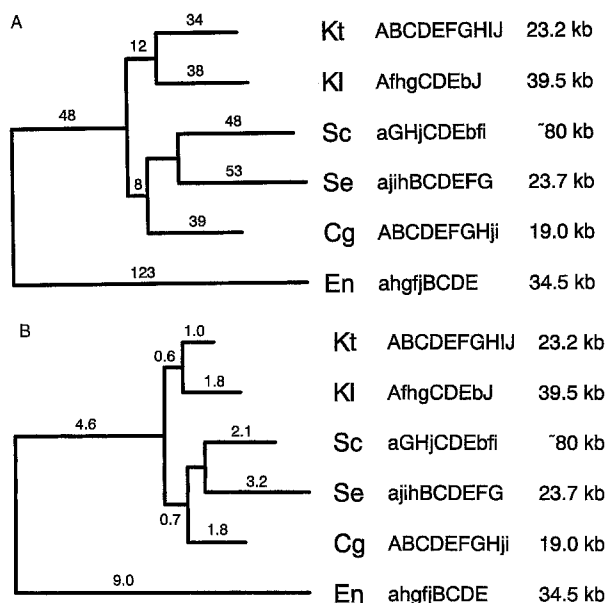 A
34
Kt ABCDEFGHIJ 23.2 kb
12
38
Kl AfhgCDEbJ 39.5 kb
48
48
Sc aGHjCDEbfi ~80 kb
53
Se ajihBCDEFG 23.7 kb
8
39
Cg ABCDEFGHji 19.0 kb
123
En ahgfjBCDE 34.5 kb
B
1.0
Kt ABCDEFGHIJ 23.2 kb
0.6
1.8
Kl AfhgCDEbJ 39.5 kb
4.6
2.1
Sc aGHjCDEbfi ~80 kb
3.2
Se ajihBCDEFG 23.7 kb
0.7
1.8
Cg ABCDEFGHji 19.0 kb
9.0
En ahgfjBCDE 34.5 kb